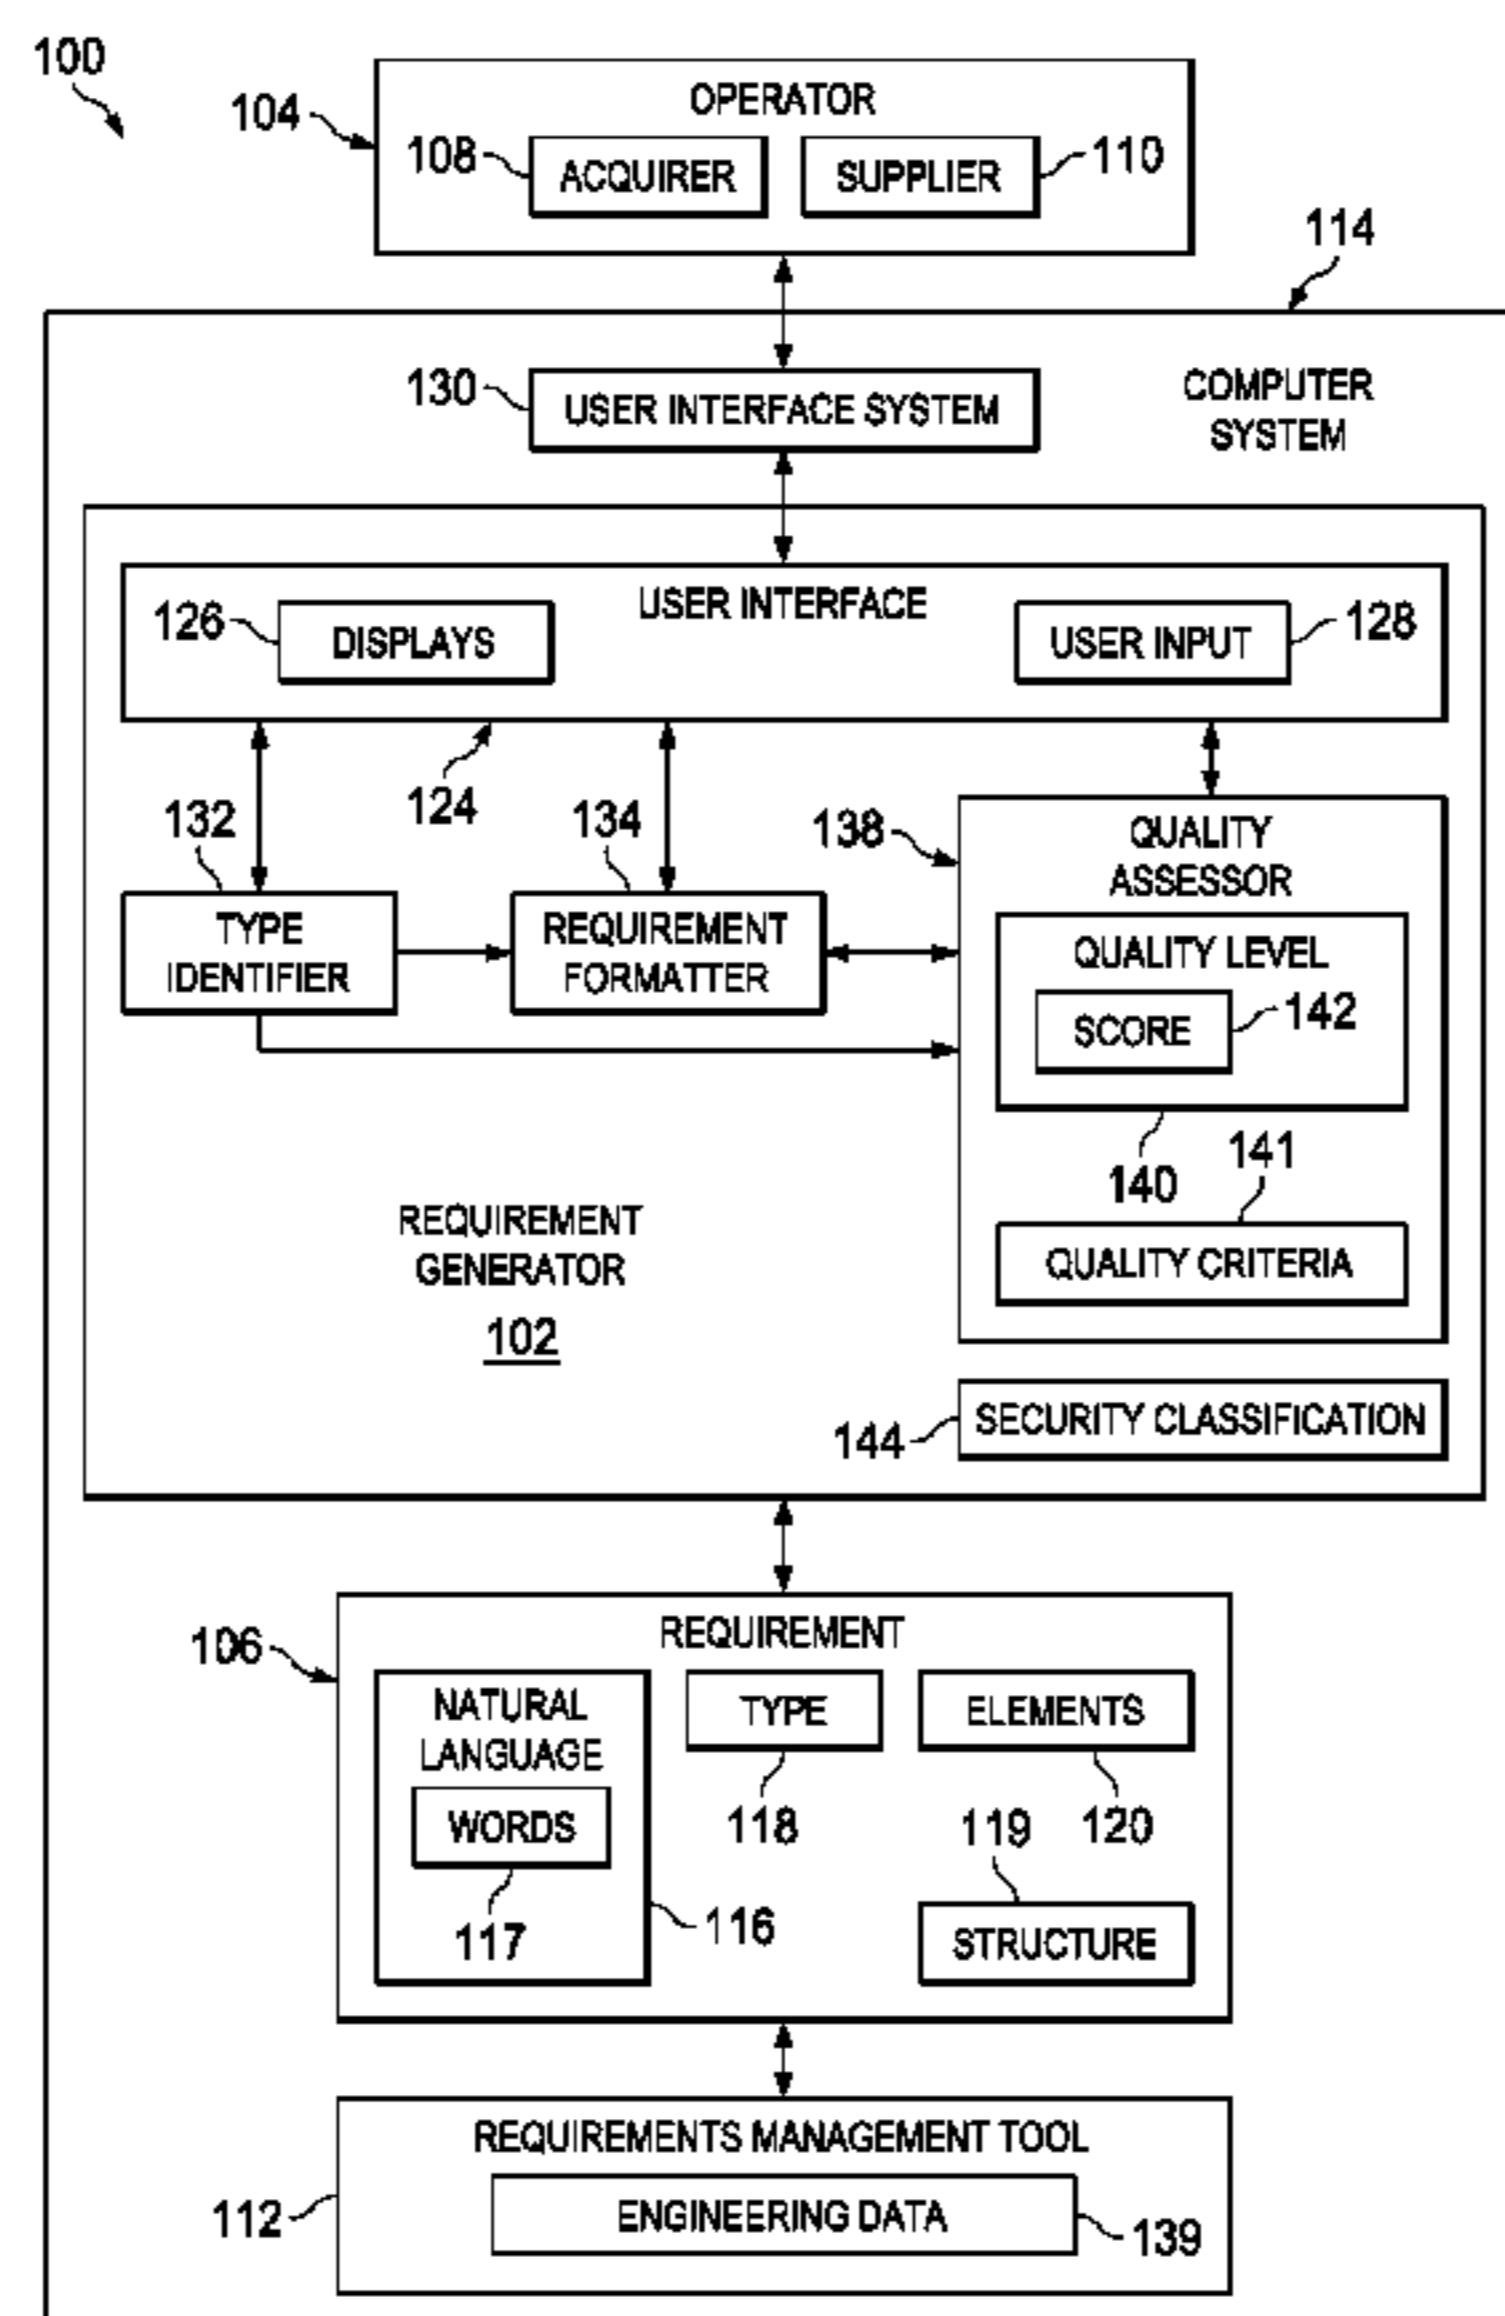 100
OPERATOR
104
108
ACQUIRER
SUPPLIER
110
114
130
USER INTERFACE SYSTEM
COMPUTER
SYSTEM
USER INTERFACE
126
DISPLAYS
USER INPUT
128
124
132
134
138
QUALITY
ASSESSOR
TYPE
IDENTIFIER
REQUIREMENT
FORMATTER
QUALITY LEVEL
SCORE
142
140
141
QUALITY CRITERIA
REQUIREMENT
GENERATOR
102
144
SECURITY CLASSIFICATION
106
REQUIREMENT
NATURAL
LANGUAGE
WORDS
117
116
TYPE
118
ELEMENTS
120
119
STRUCTURE
REQUIREMENTS MANAGEMENT TOOL
112
ENGINEERING DATA
139